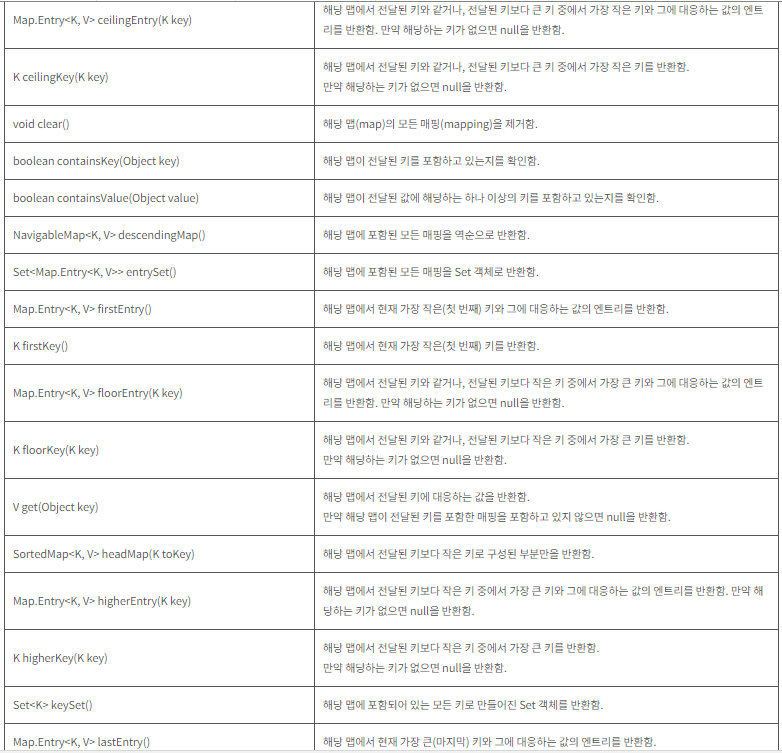 Map.Entry<K, V> ceilingEntry(K key)
해당 맵에서 전달된 키와 같거나, 전달된 키보다 큰 키 중에서 가장 작은 키와 그에 대응하는 값의 엔트
리를 반환함. 만약 해당하는 키가 없으면 null을 반환함.
K ceilingKey(K key)
해당 맵에서 전달된 키와 같거나, 전달된 키보다 큰 키 중에서 가장 작은 키를 반환함.
만약 해당하는 키가 없으면 null을 반환함.
void clear()
해당 맵(map)의 모든 매핑(mapping)을 제거함.
boolean containsKey(Object key)
해당 맵이 전달된 키를 포함하고 있는지를 확인함.
boolean containsValue(Object value)
해당 맵이 전달된 값에 해당하는 하나 이상의 키를 포함하고 있는지를 확인함.
NavigableMap<K, V> descendingMap()
해당 맵에 포함된 모든 매핑을 역순으로 반환함.
Set<Map.Entry<K, V>> entrySet()
해당 맵에 포함된 모든 매핑을 Set 객체로 반환함.
Map.Entry<K, V> firstEntry()
해당 맵에서 현재 가장 작은(첫 번째) 키와 그에 대응하는 값의 엔트리를 반환함.
K firstKey()
해당 맵에서 현재 가장 작은(첫 번째) 키를 반환함.
Map.Entry<K, V> floorEntry(K key)
해당 맵에서 전달된 키와 같거나, 전달된 키보다 작은 키 중에서 가장 큰 키와 그에 대응하는 값의 엔트
리를 반환함. 만약 해당하는 키가 없으면 null을 반환함.
K floorKey(K key)
해당 맵에서 전달된 키와 같거나, 전달된 키보다 작은 키 중에서 가장 큰 키를 반환함.
만약 해당하는 키가 없으면 null을 반환함.
V get(Object key)
해당 맵에서 전달된 키에 대응하는 값을 반환함.
만약 해당 맵이 전달된 키를 포함한 매핑을 포함하고 있지 않으면 null을 반환함.
SortedMap<K, V> headMap(K toKey)
해당 맵에서 전달된 키보다 작은 키로 구성된 부분만을 반환함.
Map.Entry<K, V> higherEntry(K key)
해당 맵에서 전달된 키보다 작은 키 중에서 가장 큰 키와 그에 대응하는 값의 엔트리를 반환함. 만약 해
당하는 키가 없으면 null을 반환함.
K higherKey(K key)
해당 맵에서 전달된 키보다 작은 키 중에서 가장 큰 키를 반환함.
만약 해당하는 키가 없으면 null을 반환함.
Set<K> keySet()
해당 맵에 포함되어 있는 모든 키로 만들어진 Set 객체를 반환함.
Map.Entry<K, V> lastEntry()
해당 맵에서 현재 가장 큰(마지막) 키와 그에 대응하는 값의 엔트리를 반환함.